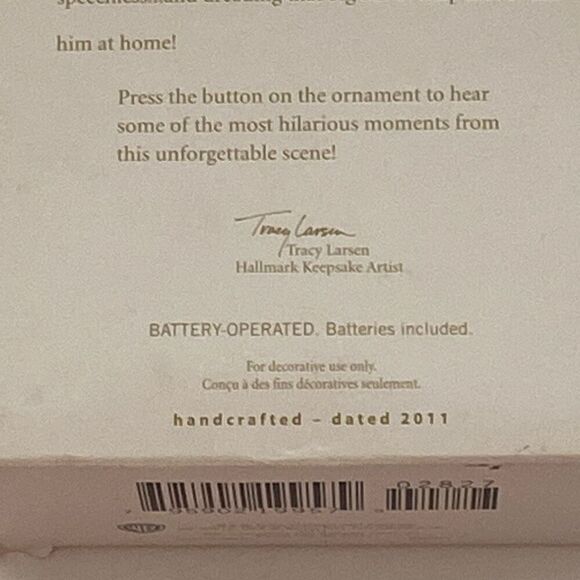 him at home!
Press the button on the ornament to hear
some of the most hilarious moments from
this unforgettable scene!
Tracy Larsen
Tracy Larsen
Hallmark Keepsake Artist
BATTERY-OPERATED. Batteries included.
For decorative use only.
Conçu à des fins décoratives seulement.
handcrafted – dated 2011
02827